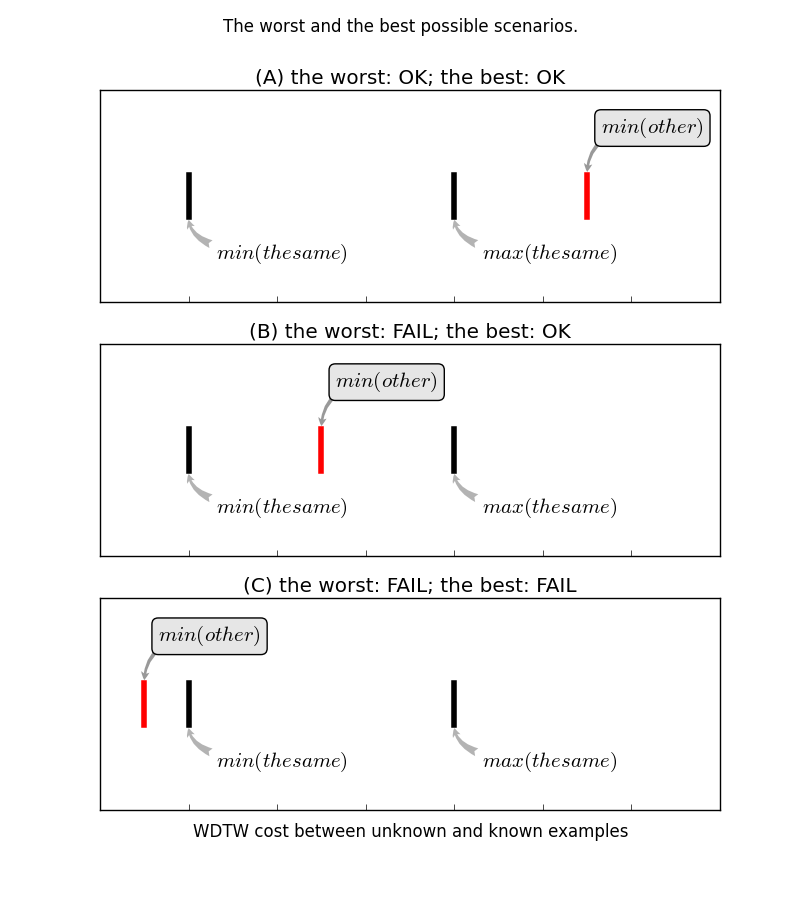 The worst and the best possible scenarios.
(A) the worst: OK; the best: OK
min(other)
min(thesame)
max(thesame)
(B) the worst: FAIL; the best: OK
min(other)
min(thesame)
max(thesame)
(C) the worst: FAIL; the best: FAIL
min(other)
min(thesame)
max(thesame)
WDTW cost between unknown and known examples